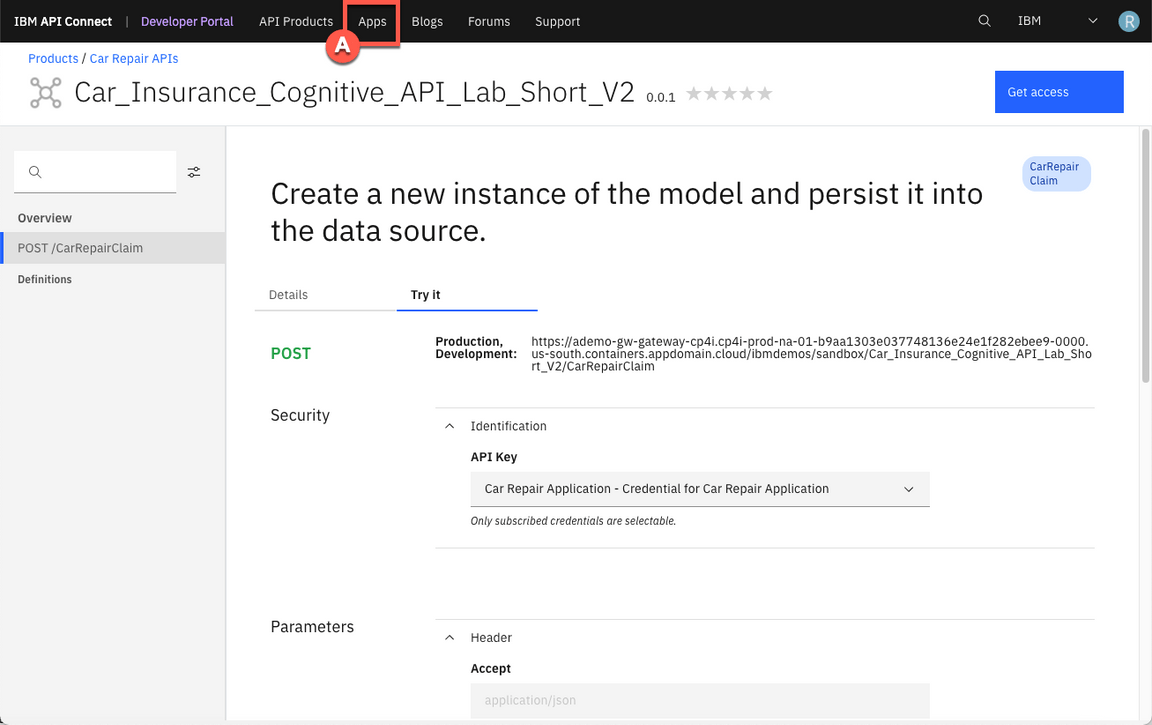 IBM API Connect | Developer Portal API Products Apps Blogs Forums Support IBM R
A
Products / Car Repair APIs
Car_Insurance_Cognitive_API_Lab_Short_V2 0.0.1
Get access
Overview
POST /CarRepairClaim
Definitions
CarRepair
Claim
Create a new instance of the model and persist it into
the data source.
Details Try it
POST
Production,
Development:
https://ademo-gw-gateway-cp4i.cp4i-prod-na-01-b9aa1303e037748136e24e1f282ebee9-0000.
us-south.containers.appdomain.cloud/ibmdemos/sandbox/Car_Insurance_Cognitive_API_Lab_Sho
rt_V2/CarRepairClaim
Security
Identification
API Key
Car Repair Application - Credential for Car Repair Application
Only subscribed credentials are selectable.
Parameters
Header
Accept
application/json